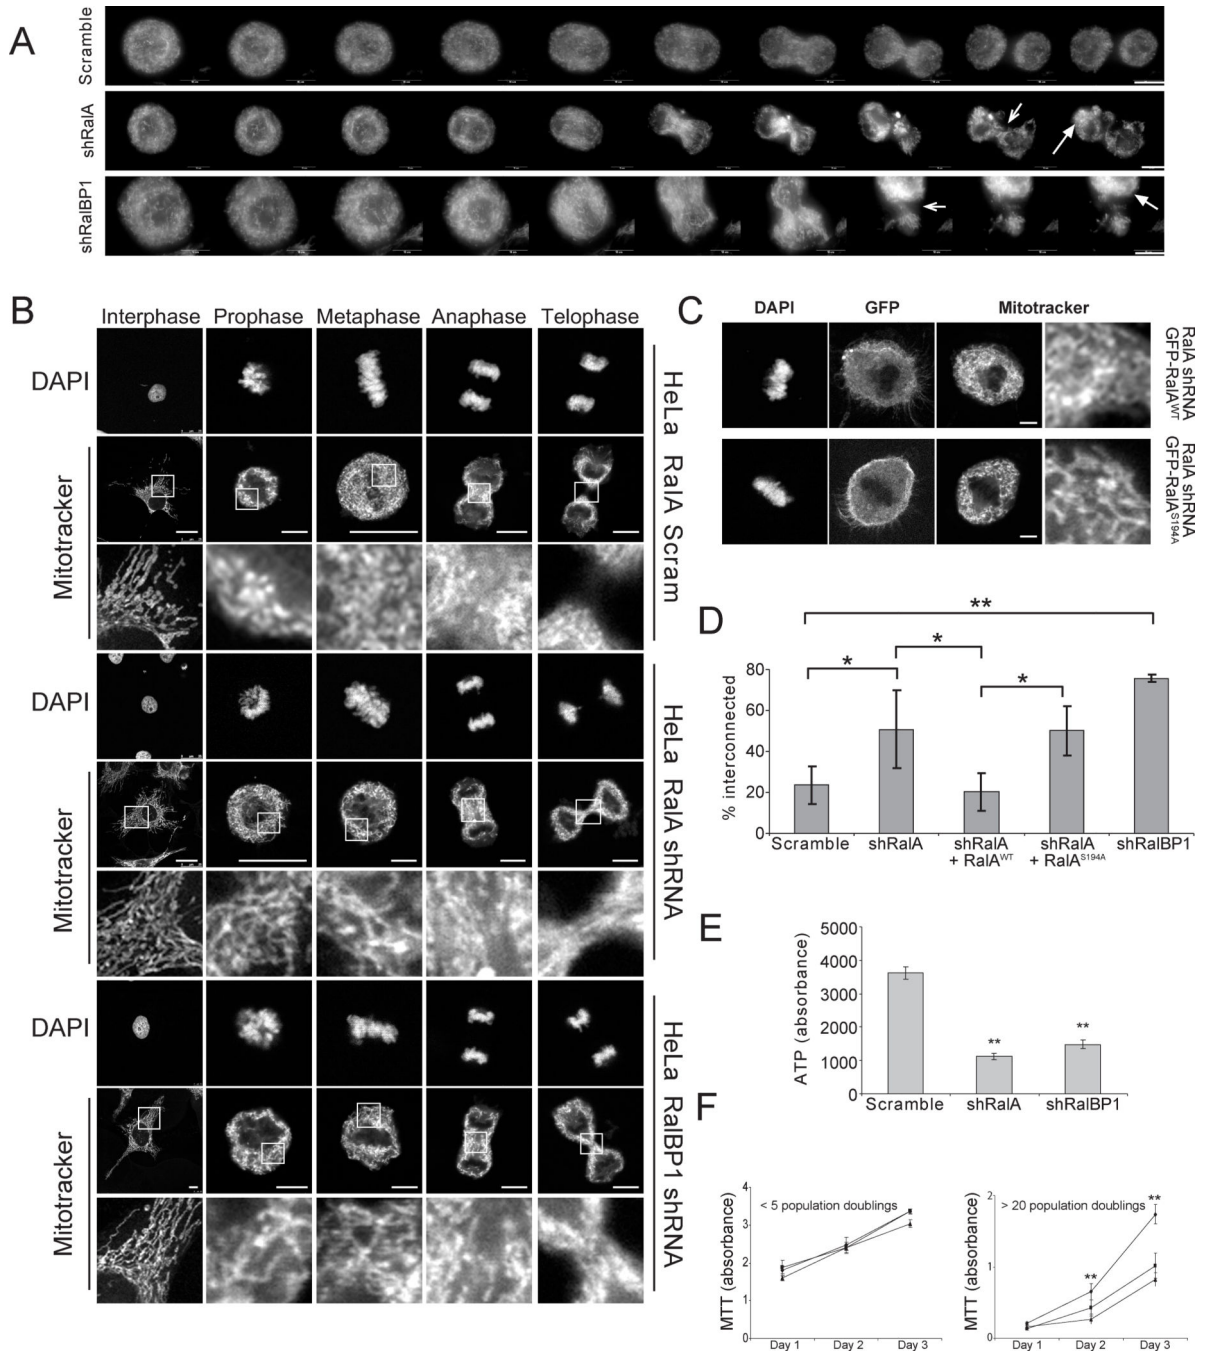 A
Scramble
shRalA
shRalBP1
B
Interphase Prophase Metaphase Anaphase Telophase
DAPI
Mitotracker
HeLa RalA Scram
DAPI
Mitotracker
HeLa RalA shRNA
DAPI
Mitotracker
HeLa RalBP1 shRNA
C
DAPI GFP Mitotracker
RalA shRNA
GFP-RalA^WT
RalA shRNA
GFP-RalA^S194A
D
**
*
*
*
% interconnected
80
60
40
20
0
Scramble shRalA shRalA + RalA^WT shRalA + RalA^S194A shRalBP1
E
ATP (absorbance)
5000
4000
3000
2000
1000
0
**
**
Scramble shRalA shRalBP1
F
MTT (absorbance)
4
3
2
1
0
< 5 population doublings
Day 1 Day 2 Day 3
MTT (absorbance)
2
1
0
> 20 population doublings
**
**
Day 1 Day 2 Day 3